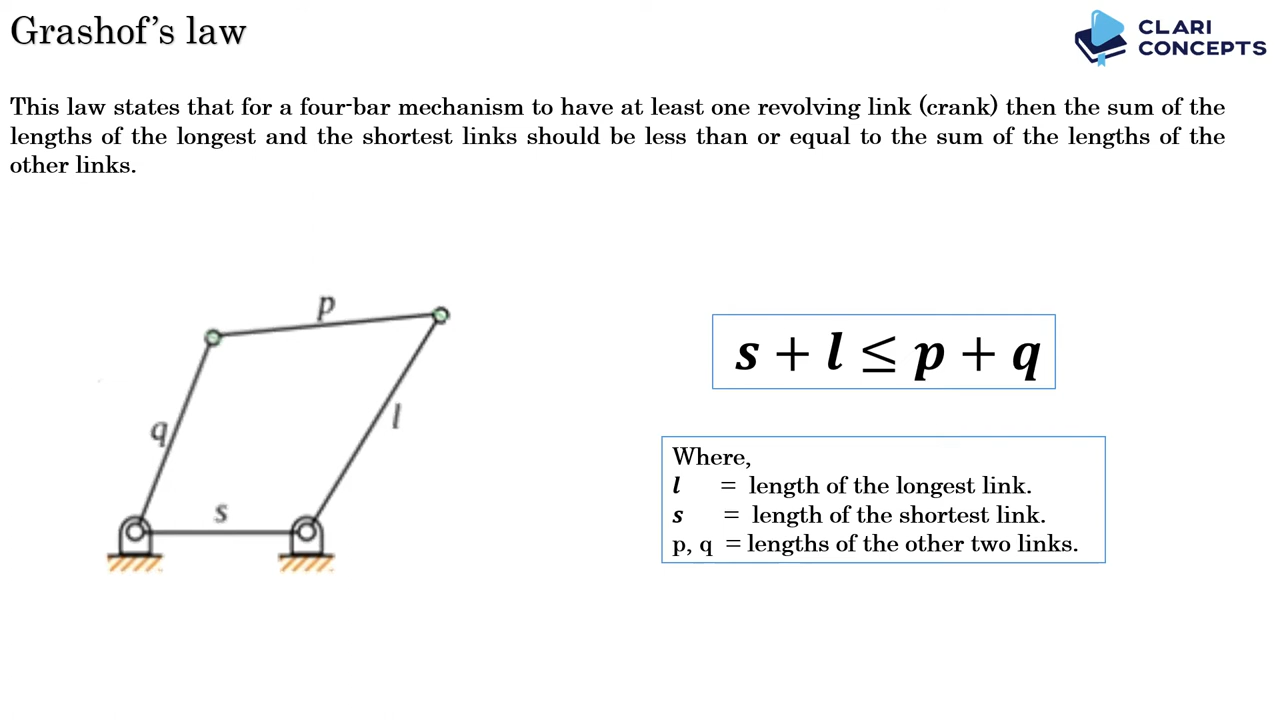 Grashof's law
CLARI
CONCEPTS
This law states that for a four-bar mechanism to have at least one revolving link (crank) then the sum of the
lengths of the longest and the shortest links should be less than or equal to the sum of the lengths of the
other links.
p
q
l
s
s + l ≤ p + q
Where,
l = length of the longest link.
s = length of the shortest link.
p, q = lengths of the other two links.